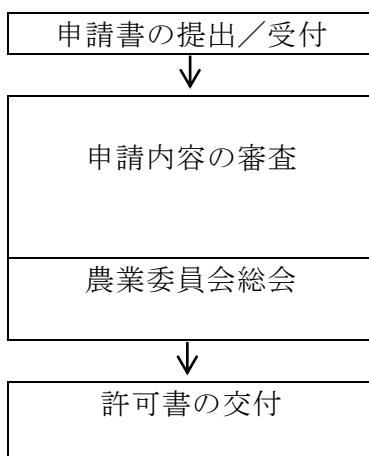 申請書の提出／受付
申請内容の審査
農業委員会総会
許可書の交付